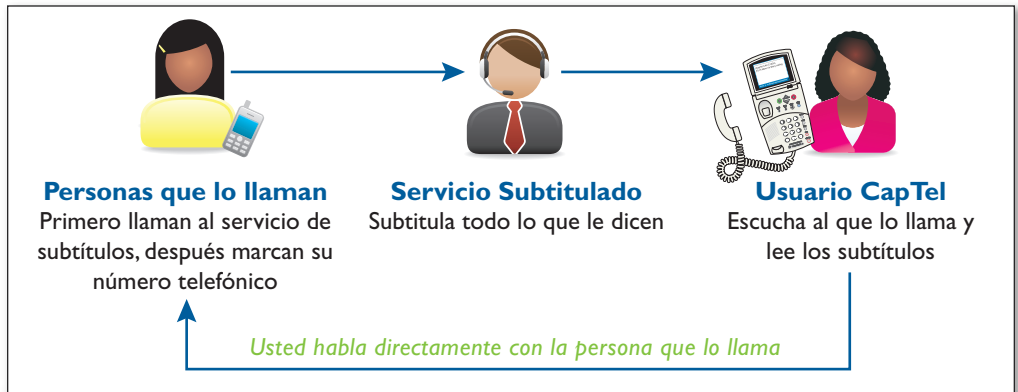 Personas que lo llaman
Primero llaman al servicio de
subtítulos, después marcan su
número telefónico
Servicio Subtitulado
Subtitula todo lo que le dicen
Usuario CapTel
Escucha al que lo llama y
lee los subtítulos
Usted habla directamente con la persona que lo llama